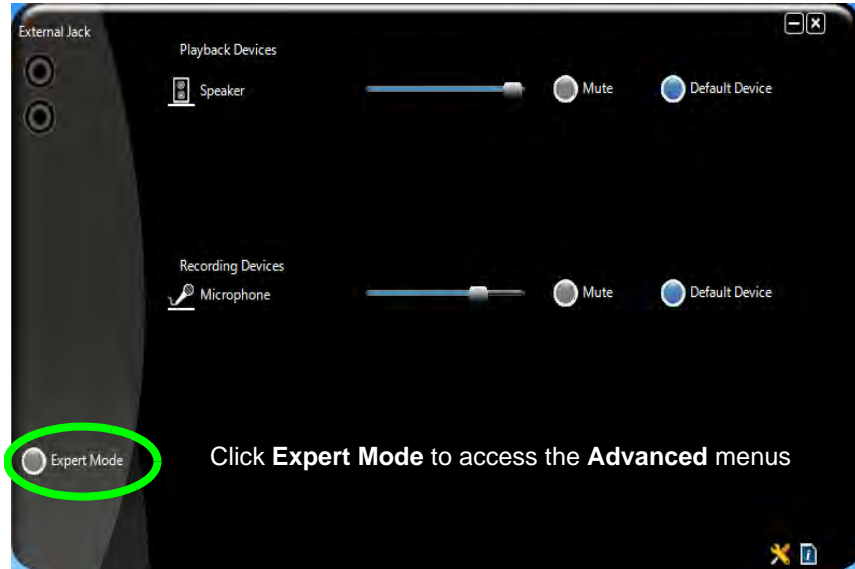 External Jack
Playback Devices
Speaker
Mute
Default Device
Recording Devices
Microphone
Mute
Default Device
Expert Mode
Click Expert Mode to access the Advanced menus